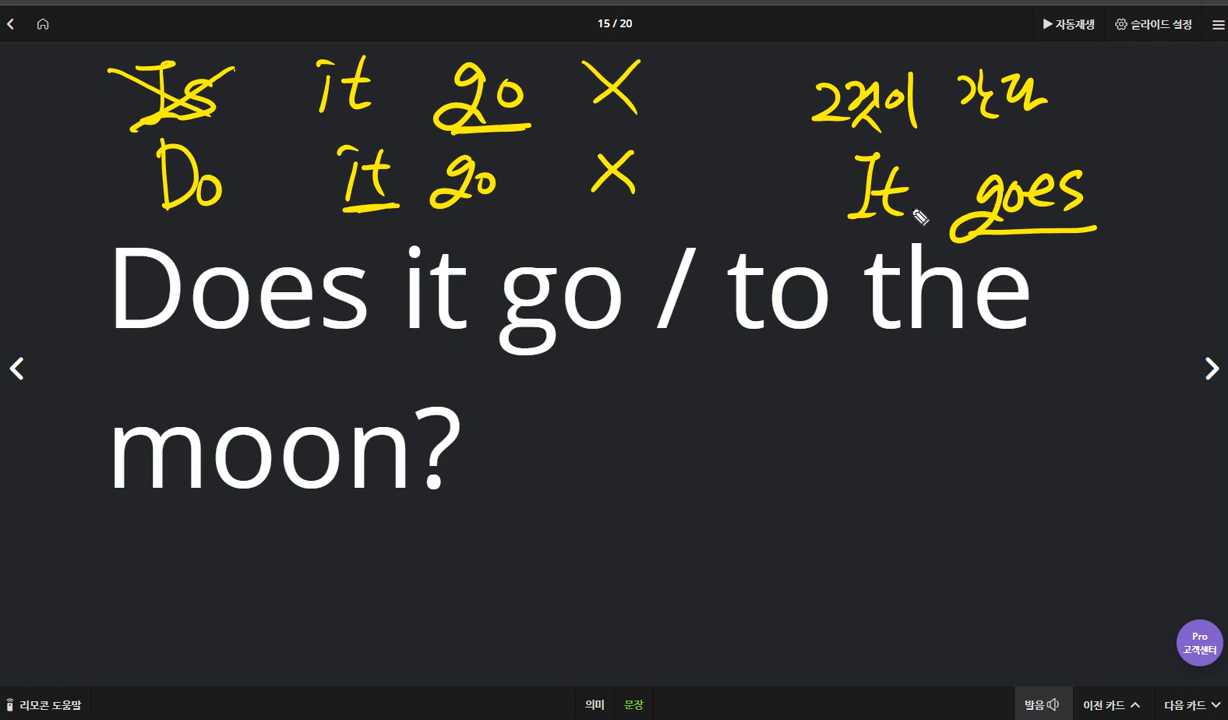 15 / 20
자동재생
슬라이드 설정
Is it go X
그것이 간다
Do it go X
It goes
Does it go / to the
moon?
Pro
고객센터
리모콘 도움말
의미
문장
발음
이전 카드
다음 카드